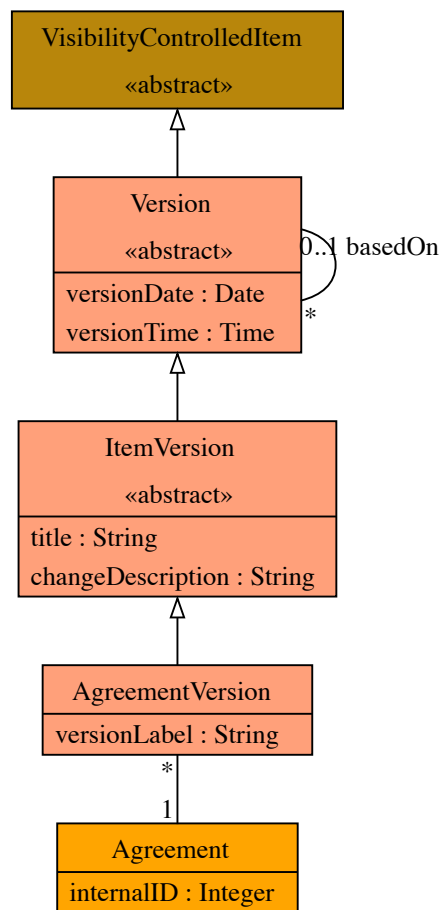 VisibilityControlledItem
«abstract»
Version
«abstract»
0..1 basedOn
versionDate : Date
*
versionTime : Time
ItemVersion
«abstract»
title : String
changeDescription : String
AgreementVersion
versionLabel : String
*
1
Agreement
internalID : Integer